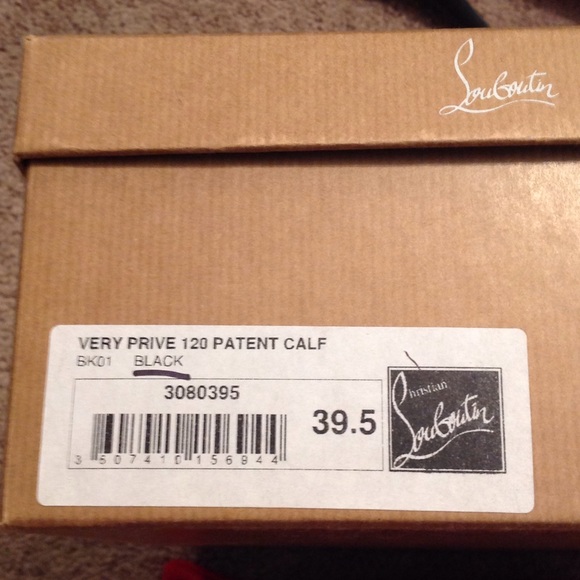 Louboutin
VERY PRIVE 120 PATENT CALF
BK01 BLACK
3080395
39.5
3 607410 156944
Christian
Louboutin